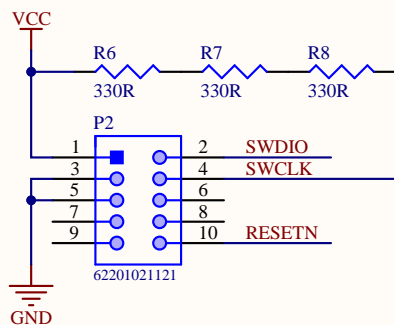 VCC
R6 R7 R8
330R 330R 330R
P2
1 2 SWDIO
3 4 SWCLK
5 6
7 8
9 10 RESETN
62201021121
GND